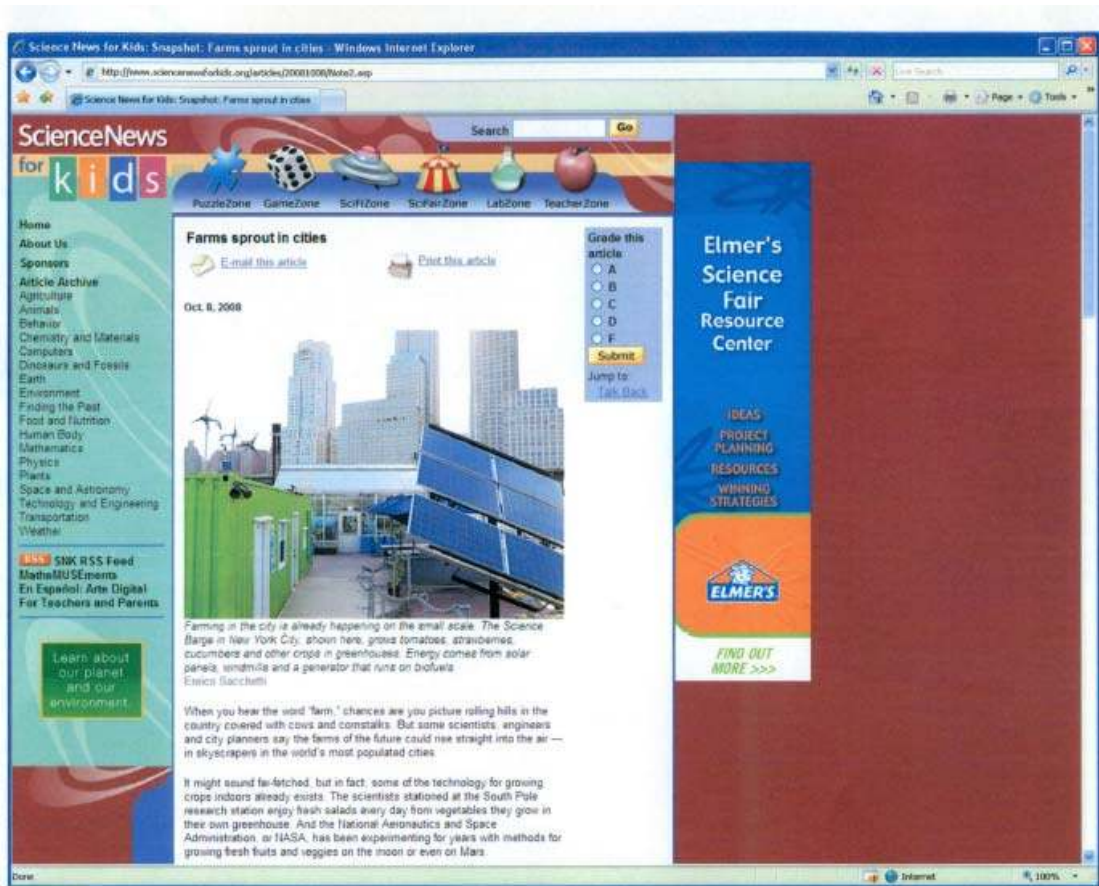 Science News for Kids: Snapshot: Farms sprout in cities - Windows Internet Explorer
Live Search
Science News for Kids: Snapshot: Farms sprout in cities
Page
Tools
ScienceNews
for kids
Search
Go
PuzzleZone
GameZone
SciFiZone
SciFairZone
LabZone
TeacherZone
Home
About Us
Sponsors
Article Archive
Agriculture
Animals
Behavior
Chemistry and Materials
Computers
Dinosaurs and Fossils
Earth
Environment
Finding the Past
Food and Nutrition
Human Body
Mathematics
Physics
Plants
Space and Astronomy
Technology and Engineering
Transportation
Weather
RSS SNK RSS Feed
MatheMUSEments
En Español: Arte Digital
For Teachers and Parents
Learn about
our planet
and our
environment.
Farms sprout in cities
E-mail this article
Print this article
Oct. 8, 2008
Farming in the city is already happening on the small scale. The Science
Barge in New York City, shown here, grows tomatoes, strawberries,
cucumbers and other crops in greenhouses. Energy comes from solar
panels, windmills and a generator that runs on biofuels.
Enrico Sacchetti
When you hear the word "farm," chances are you picture rolling hills in the
country covered with cows and cornstalks. But some scientists, engineers
and city planners say the farms of the future could rise straight into the air —
in skyscrapers in the world's most populated cities.
It might sound far-fetched, but in fact, some of the technology for growing
crops indoors already exists. The scientists stationed at the South Pole
research station enjoy fresh salads every day from vegetables they grow in
their own greenhouse. And the National Aeronautics and Space
Administration, or NASA, has been experimenting for years with methods for
growing fresh fruits and veggies on the moon or even on Mars.
Grade this
article
A
B
C
D
F
Submit
Jump to:
Talk Back
Elmer's
Science
Fair
Resource
Center
IDEAS
PROJECT
PLANNING
RESOURCES
WINNING
STRATEGIES
ELMER'S
FIND OUT
MORE >>>
Done
Internet
100%